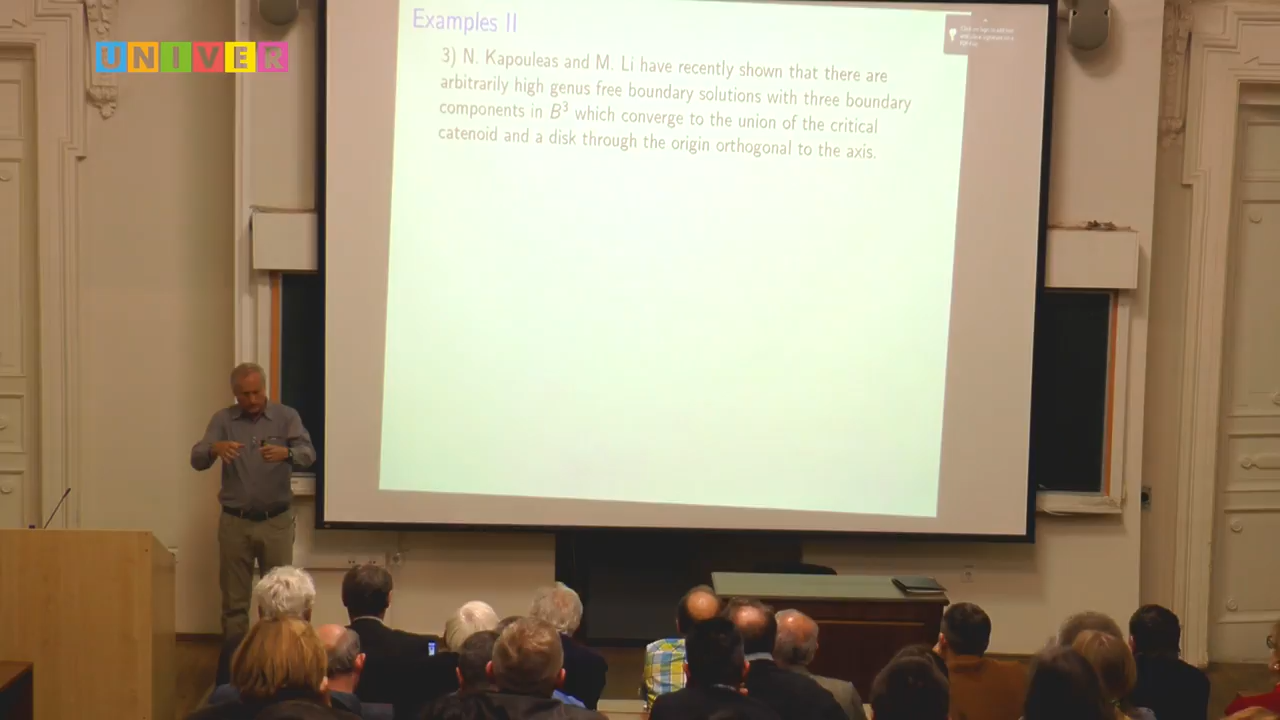 UNIVER
Examples II
3) N. Kapouleas and M. Li have recently shown that there are
arbitrarily high genus free boundary solutions with three boundary
components in B³ which converge to the union of the critical
catenoid and a disk through the origin orthogonal to the axis.